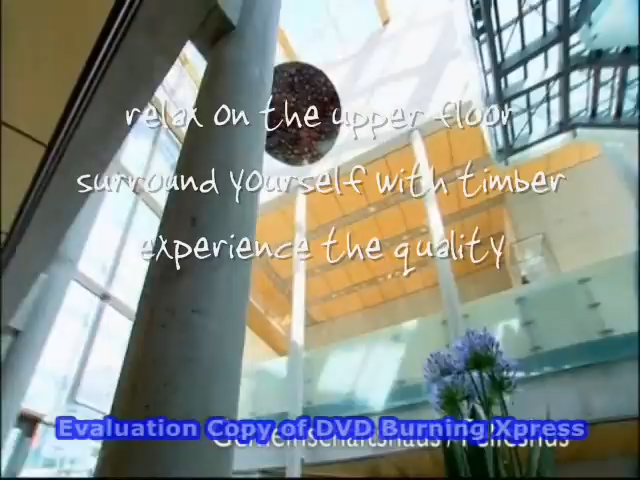 relax on the upper floor
surround yourself with timber
experience the quality
Evaluation Copy of DVD Burning Xpress